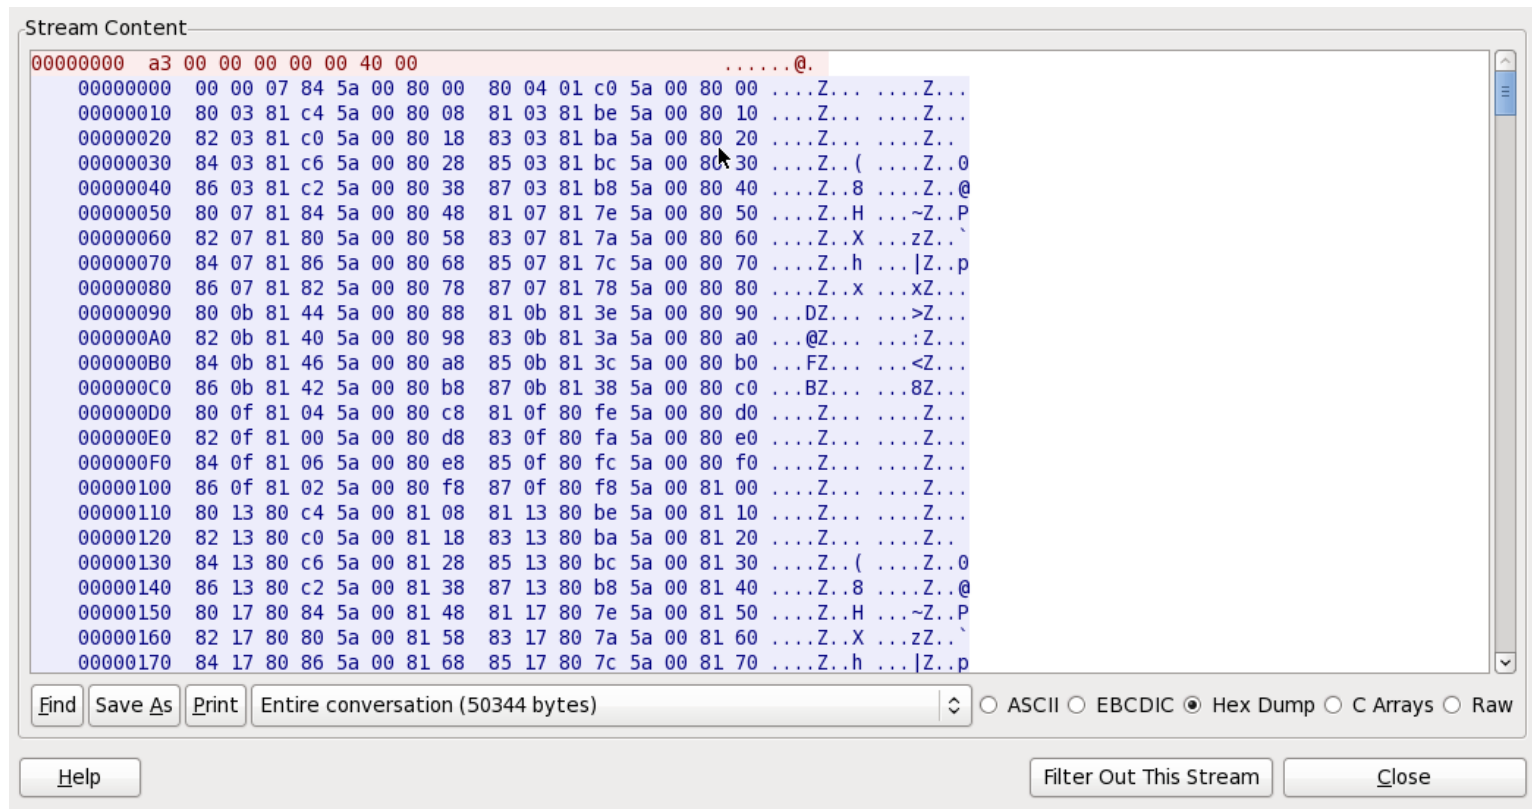 Stream Content
00000000  a3 00 00 00 00 00 40 00                            ......@.
    00000000  00 00 07 84 5a 00 80 00  80 04 01 c0 5a 00 80 00 ....Z... ....Z...
    00000010  80 03 81 c4 5a 00 80 08  81 03 81 be 5a 00 80 10 ....Z... ....Z...
    00000020  82 03 81 c0 5a 00 80 18  83 03 81 ba 5a 00 80 20 ....Z... ....Z.. 
    00000030  84 03 81 c6 5a 00 80 28  85 03 81 bc 5a 00 80 30 ....Z..( ....Z..0
    00000040  86 03 81 c2 5a 00 80 38  87 03 81 b8 5a 00 80 40 ....Z..8 ....Z..@
    00000050  80 07 81 84 5a 00 80 48  81 07 81 7e 5a 00 80 50 ....Z..H ...~Z..P
    00000060  82 07 81 80 5a 00 80 58  83 07 81 7a 5a 00 80 60 ....Z..X ...zZ..`
    00000070  84 07 81 86 5a 00 80 68  85 07 81 7c 5a 00 80 70 ....Z..h ...|Z..p
    00000080  86 07 81 82 5a 00 80 78  87 07 81 78 5a 00 80 80 ....Z..x ...xZ...
    00000090  80 0b 81 44 5a 00 80 88  81 0b 81 3e 5a 00 80 90 ...DZ... ...>Z...
    000000A0  82 0b 81 40 5a 00 80 98  83 0b 81 3a 5a 00 80 a0 ...@Z... ...:Z...
    000000B0  84 0b 81 46 5a 00 80 a8  85 0b 81 3c 5a 00 80 b0 ...FZ... ...<Z...
    000000C0  86 0b 81 42 5a 00 80 b8  87 0b 81 38 5a 00 80 c0 ...BZ... ...8Z...
    000000D0  80 0f 81 04 5a 00 80 c8  81 0f 80 fe 5a 00 80 d0 ....Z... ....Z...
    000000E0  82 0f 81 00 5a 00 80 d8  83 0f 80 fa 5a 00 80 e0 ....Z... ....Z...
    000000F0  84 0f 81 06 5a 00 80 e8  85 0f 80 fc 5a 00 80 f0 ....Z... ....Z...
    00000100  86 0f 81 02 5a 00 80 f8  87 0f 80 f8 5a 00 81 00 ....Z... ....Z...
    00000110  80 13 80 c4 5a 00 81 08  81 13 80 be 5a 00 81 10 ....Z... ....Z...
    00000120  82 13 80 c0 5a 00 81 18  83 13 80 ba 5a 00 81 20 ....Z... ....Z.. 
    00000130  84 13 80 c6 5a 00 81 28  85 13 80 bc 5a 00 81 30 ....Z..( ....Z..0
    00000140  86 13 80 c2 5a 00 81 38  87 13 80 b8 5a 00 81 40 ....Z..8 ....Z..@
    00000150  80 17 80 84 5a 00 81 48  81 17 80 7e 5a 00 81 50 ....Z..H ...~Z..P
    00000160  82 17 80 80 5a 00 81 58  83 17 80 7a 5a 00 81 60 ....Z..X ...zZ..`
    00000170  84 17 80 86 5a 00 81 68  85 17 80 7c 5a 00 81 70 ....Z..h ...|Z..p
Find Save As Print Entire conversation (50344 bytes) ASCII EBCDIC Hex Dump C Arrays Raw
Help Filter Out This Stream Close